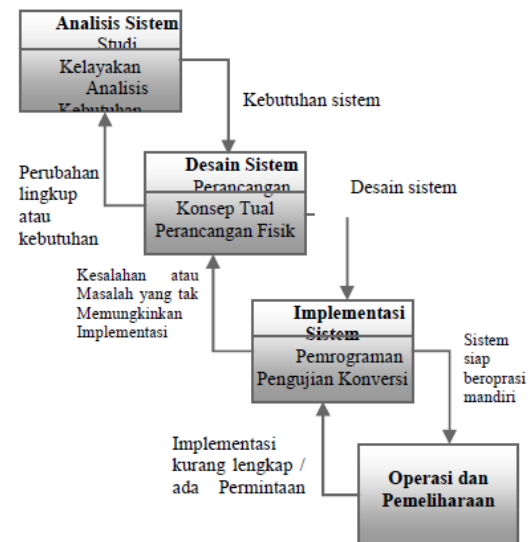 Analisis Sistem
Studi
Kelayakan
Analisis
Kebutuhan
Kebutuhan sistem
Perubahan
lingkup
atau
kebutuhan
Desain Sistem
Perancangan
Konsep Tual
Perancangan Fisik
Desain sistem
Kesalahan atau
Masalah yang tak
Memungkinkan
Implementasi
Implementasi
Sistem
Pemrograman
Pengujian Konversi
Sistem
siap
beroprasi
mandiri
Implementasi
kurang lengkap /
ada Permintaan
Operasi dan
Pemeliharaan